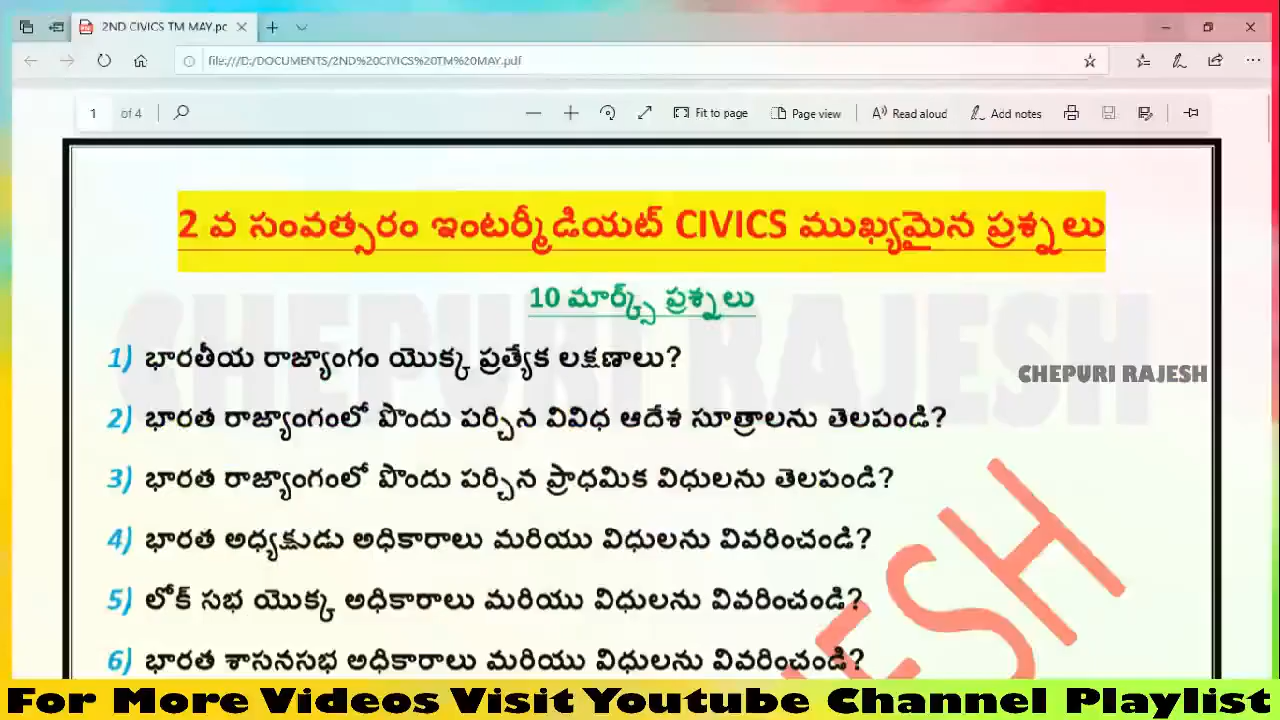 2ND CIVICS TM MAY.pc
file:///D:/DOCUMENTS/2ND%20CIVICS%20TM%20MAY.pdf
1 of 4 Fit to page Page view Read aloud Add notes
2 వ సంవత్సరం ఇంటర్మీడియట్ CIVICS ముఖ్యమైన ప్రశ్నలు
10 మార్క్స్ ప్రశ్నలు
1) భారతీయ రాజ్యాంగం యొక్క ప్రత్యేక లక్షణాలు?
CHEPURI RAJESH
CHEPURI RAJESH
2) భారత రాజ్యాంగంలో పొందు పర్చిన వివిధ ఆదేశ సూత్రాలను తెలపండి?
3) భారత రాజ్యాంగంలో పొందు పర్చిన ప్రాధమిక విధులను తెలపండి?
4) భారత అధ్యక్షుడు అధికారాలు మరియు విధులను వివరించండి?
5) లోక్ సభ యొక్క అధికారాలు మరియు విధులను వివరించండి?
6) భారత శాసనసభ అధికారాలు మరియు విధులను వివరించండి?
ESH
For More Videos Visit Youtube Channel Playlist